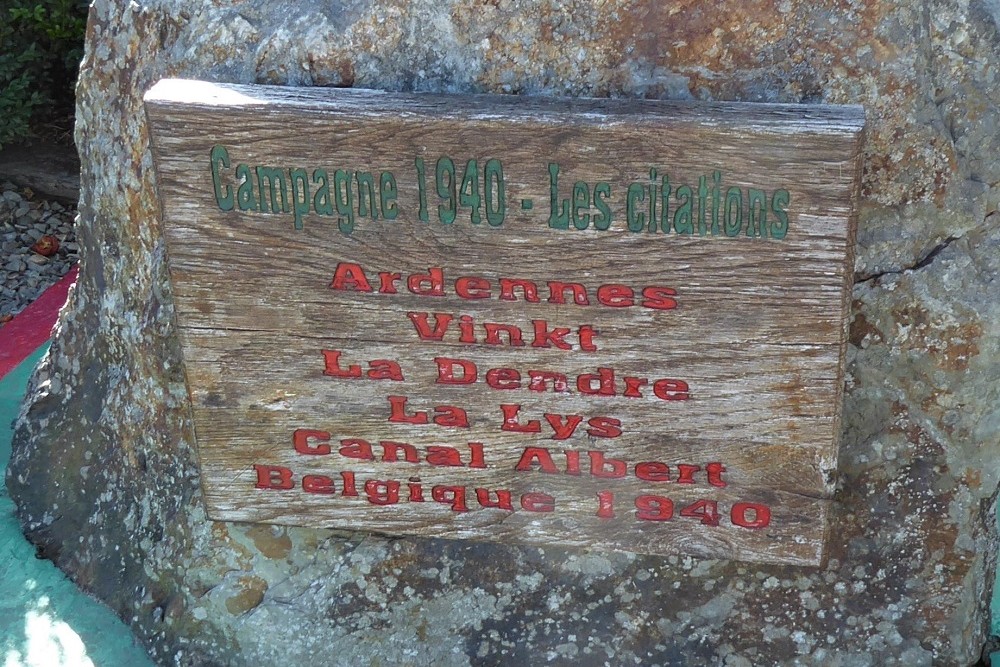 Campagne 1940 - Les citations
Ardennes
Vinkt
La Dendre
La Lys
Canal Albert
Belgique 1940